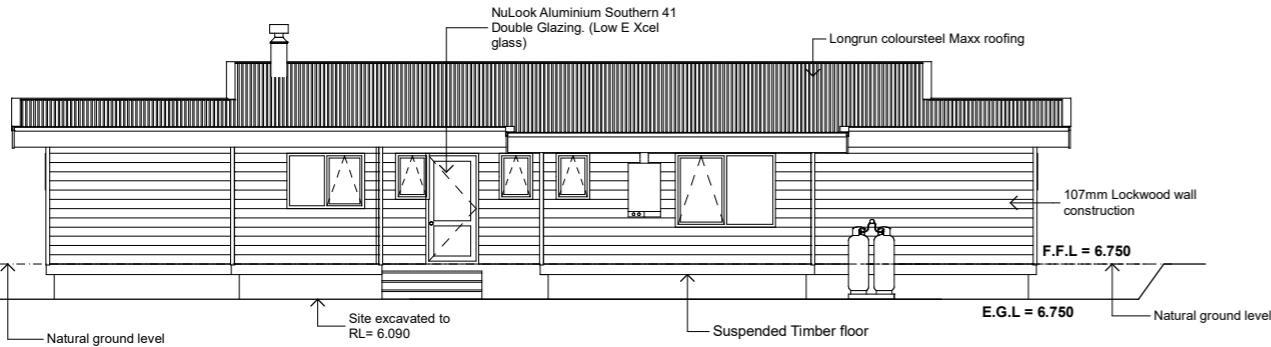 NuLook Aluminium Southern 41
Double Glazing. (Low E Xcel
glass)
Longrun coloursteel Maxx roofing
107mm Lockwood wall
construction
F.F.L = 6.750
E.G.L = 6.750
Natural ground level
Site excavated to
RL= 6.090
Suspended Timber floor
Natural ground level